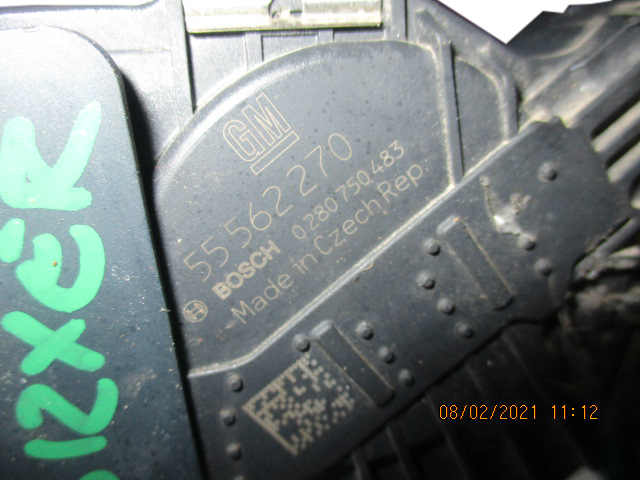 GM
55562270
BOSCH 0280750483
Made in Czech Rep.
08/02/2021 11:12